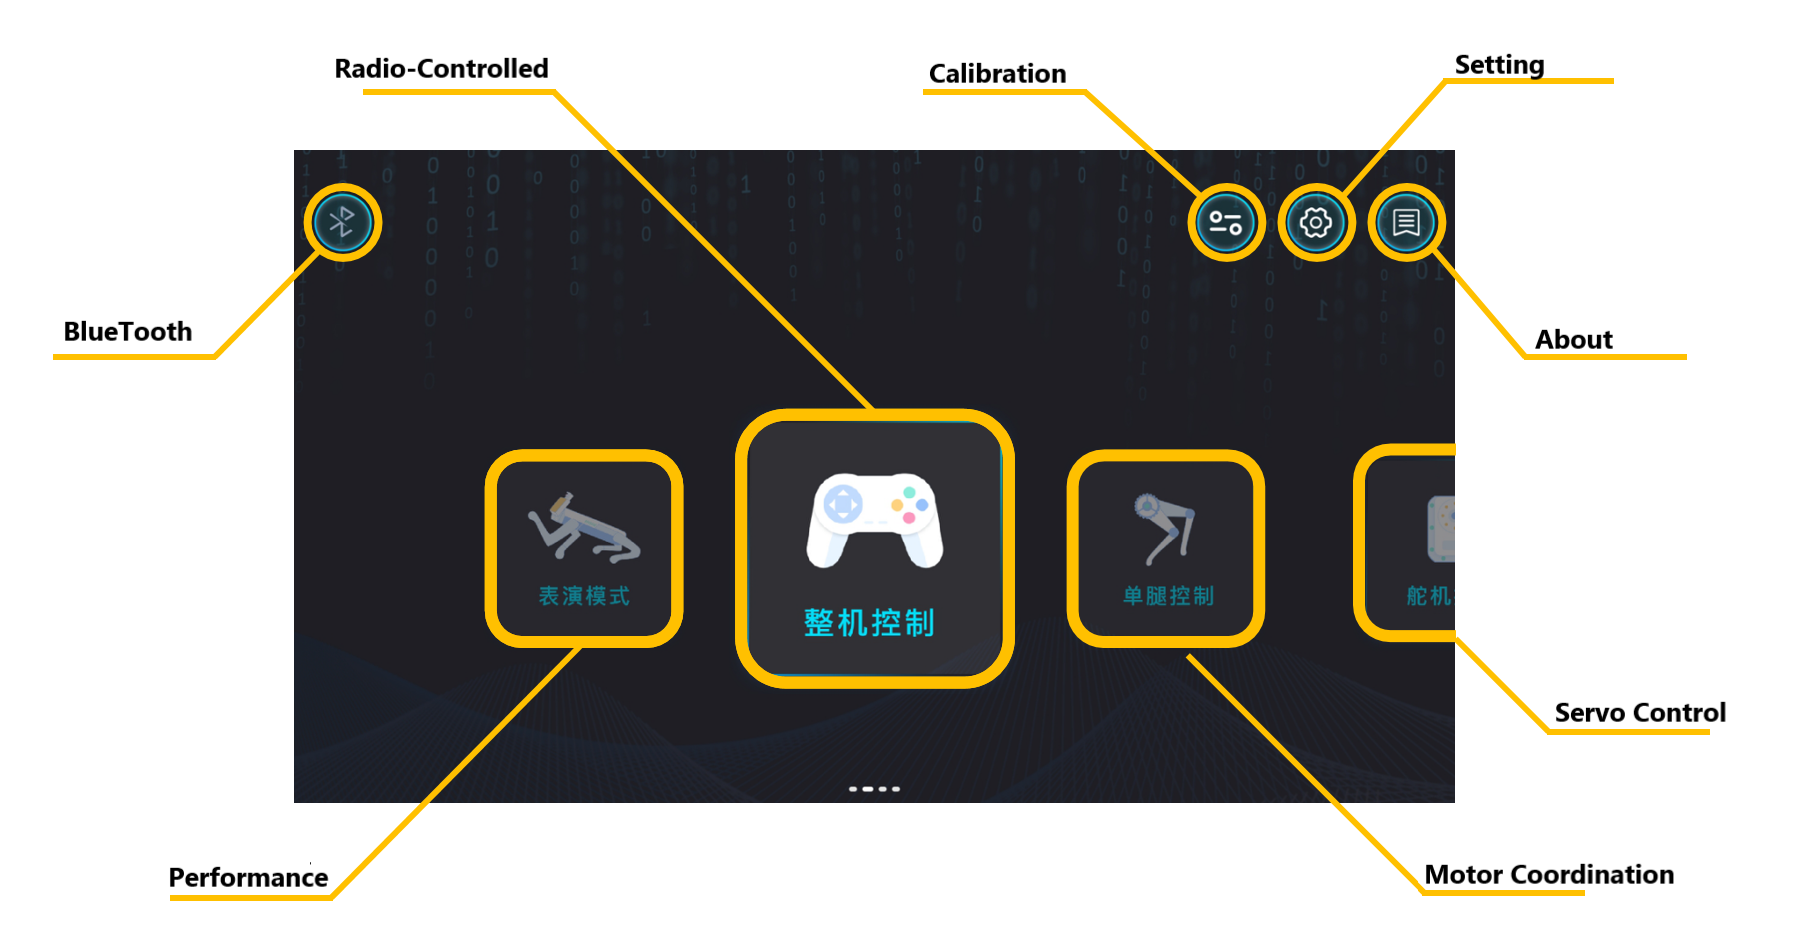 Radio-Controlled
Calibration
Setting
BlueTooth
About
表演模式
整机控制
单腿控制
舵机
Servo Control
Performance
Motor Coordination